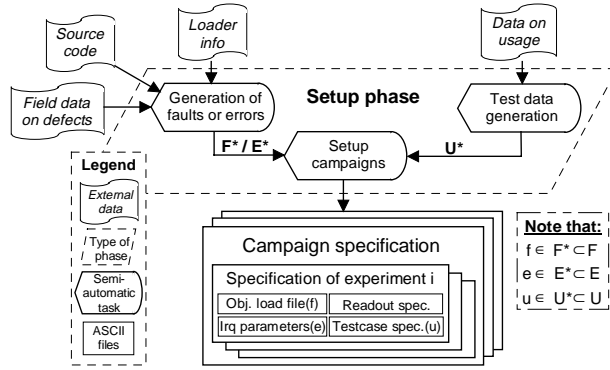 Source
code
Loader
info
Data on
usage
Field data
on defects
Generation of
faults or errors
Setup phase
Test data
generation
F* / E*
Setup
campaigns
U*
Legend
External
data
Type of
phase
Semi-
automatic
task
ASCII
files
Campaign specification
Specification of experiment i
Obj. load file(f)
Readout spec.
Irq parameters(e)
Testcase spec.(u)
Note that:
f ∈ F* ⊂ F
e ∈ E* ⊂ E
u ∈ U* ⊂ U